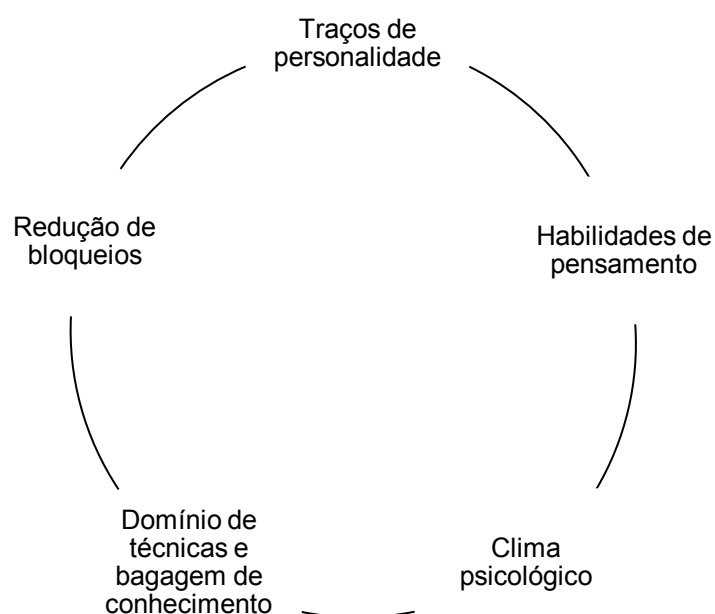 Traços de
personalidade
Redução de
bloqueios
Habilidades de
pensamento
Domínio de
técnicas e
bagagem de
conhecimento
Clima
psicológico